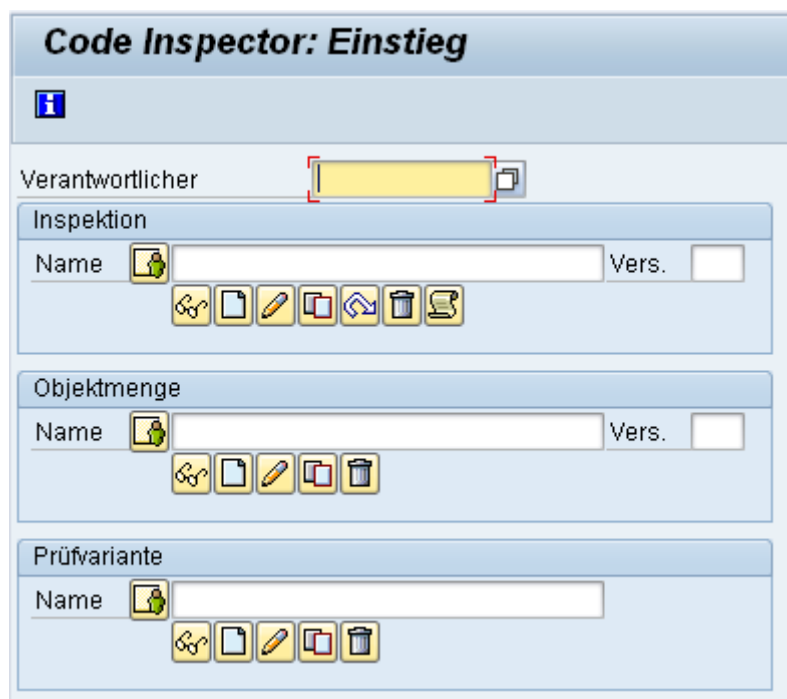 Code Inspector: Einstieg
Verantwortlicher
Inspektion
Name Vers.
Objektmenge
Name Vers.
Prüfvariante
Name